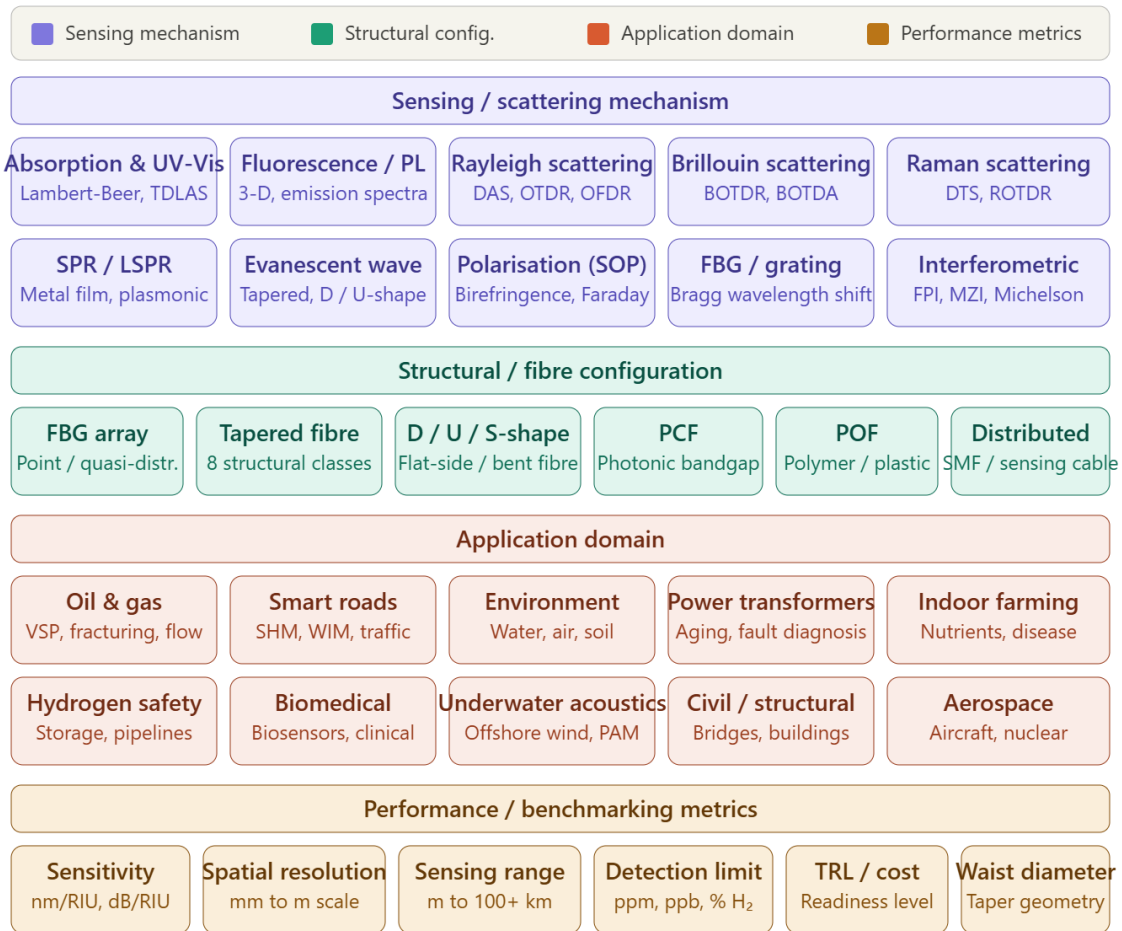 Sensing mechanism Structural config. Application domain Performance metrics
Sensing / scattering mechanism
Absorption & UV-Vis Fluorescence / PL Rayleigh scattering Brillouin scattering Raman scattering
Lambert-Beer, TDLAS 3-D, emission spectra DAS, OTDR, OFDR BOTDR, BOTDA DTS, ROTDR
SPR / LSPR Evanescent wave Polarisation (SOP) FBG / grating Interferometric
Metal film, plasmonic Tapered, D / U-shape Birefringence, Faraday Bragg wavelength shift FPI, MZI, Michelson
Structural / fibre configuration
FBG array Tapered fibre D / U / S-shape PCF POF Distributed
Point / quasi-distr. 8 structural classes Flat-side / bent fibre Photonic bandgap Polymer / plastic SMF / sensing cable
Application domain
Oil & gas Smart roads Environment Power transformers Indoor farming
VSP, fracturing, flow SHM, WIM, traffic Water, air, soil Aging, fault diagnosis Nutrients, disease
Hydrogen safety Biomedical Underwater acoustics Civil / structural Aerospace
Storage, pipelines Biosensors, clinical Offshore wind, PAM Bridges, buildings Aircraft, nuclear
Performance / benchmarking metrics
Sensitivity Spatial resolution Sensing range Detection limit TRL / cost Waist diameter
nm/RIU, dB/RIU mm to m scale m to 100+ km ppm, ppb, % H₂ Readiness level Taper geometry